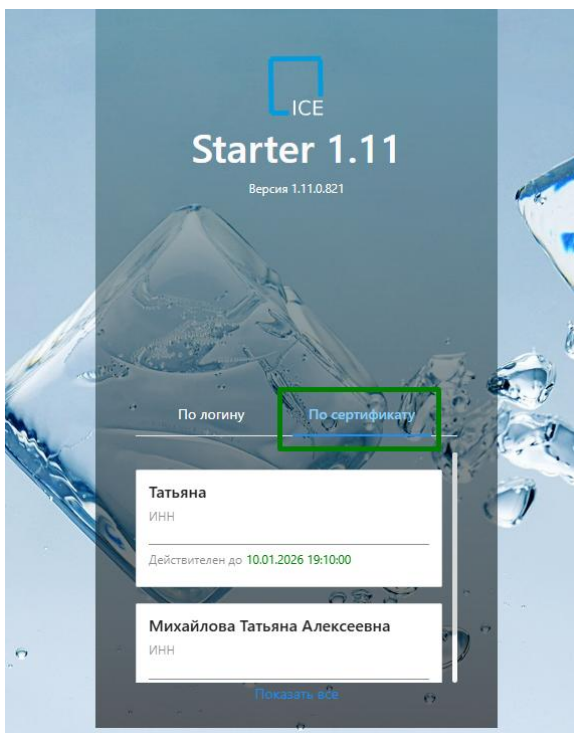 ICE
Starter 1.11
Версия 1.11.0.821
По логину
По сертификату
Татьяна
ИНН
Действителен до 10.01.2026 19:10:00
Михайлова Татьяна Алексеевна
ИНН
Показать все